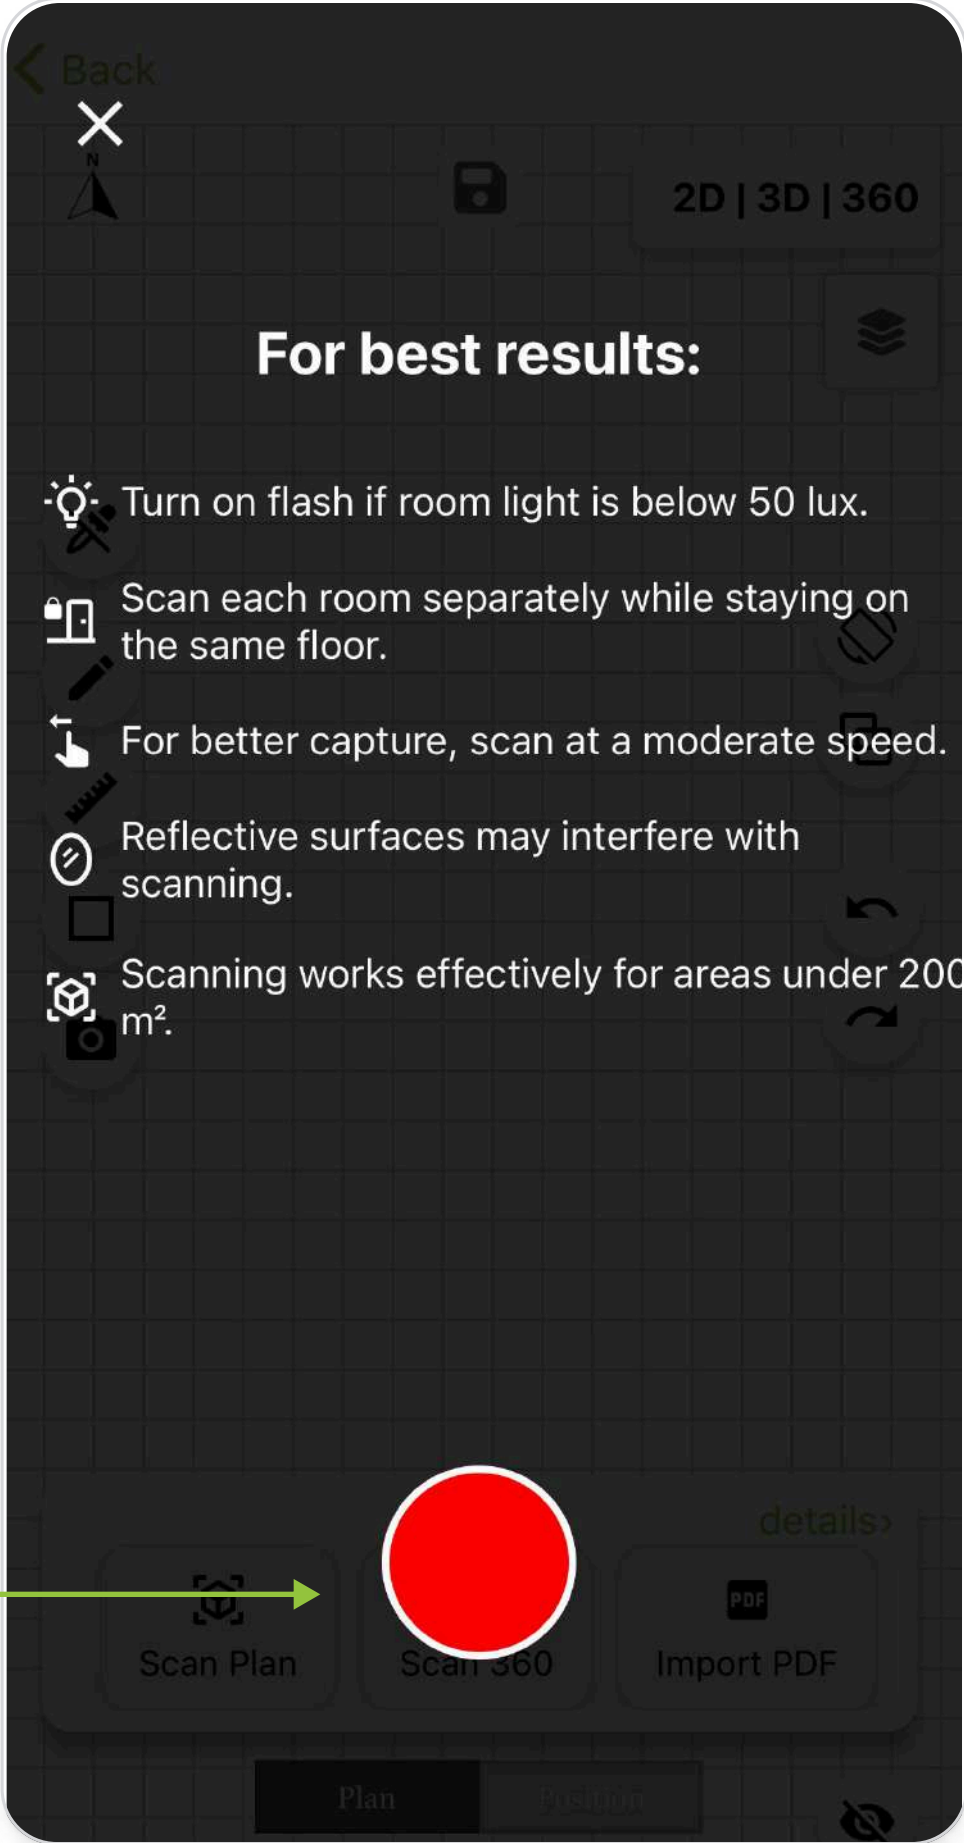 Back
N
2D | 3D | 360
For best results:
Turn on flash if room light is below 50 lux.
Scan each room separately while staying on
the same floor.
For better capture, scan at a moderate speed.
Reflective surfaces may interfere with
scanning.
Scanning works effectively for areas under 200
m².
details›
PDF
Scan Plan
Scan 360
Import PDF
Plan
Position